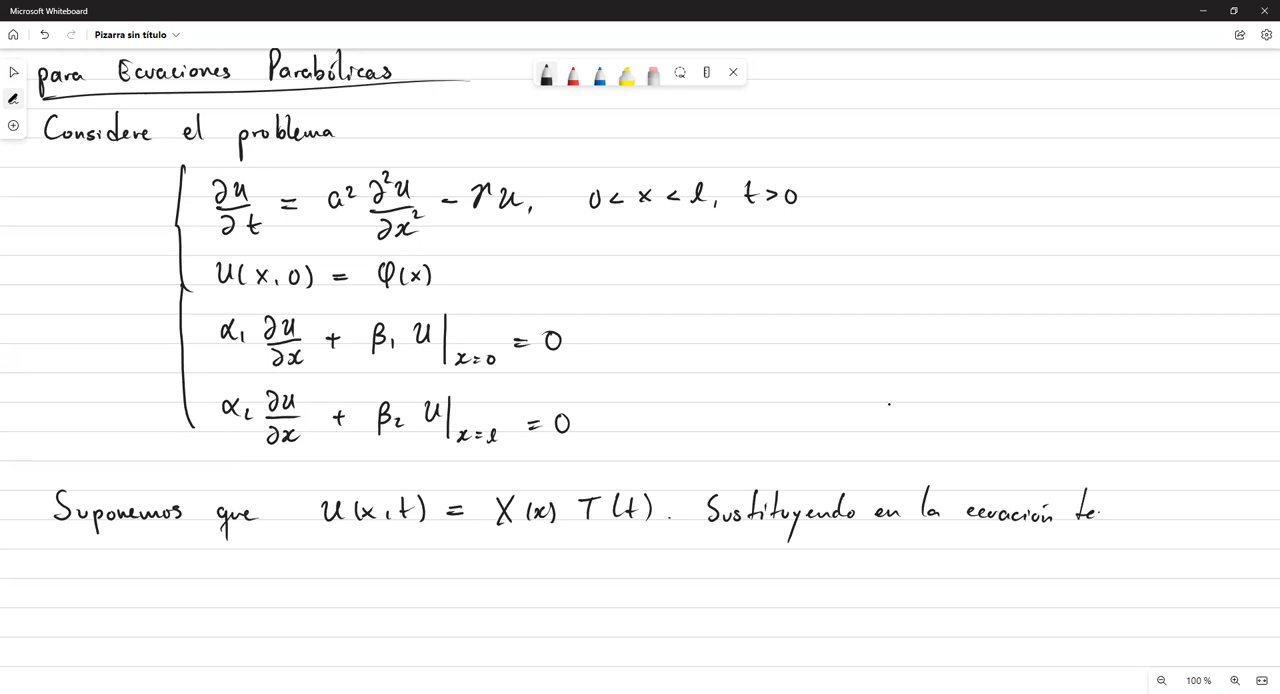 Microsoft Whiteboard
Pizarra sin título
para Ecuaciones Parabólicas
Considere el problema
∂u/∂t = a² ∂²u/∂x² - γu, 0 < x < l, t > 0
u(x,0) = φ(x)
α₁ ∂u/∂x + β₁ u|ₓ₌₀ = 0
α₂ ∂u/∂x + β₂ u|ₓ₌ₗ = 0
Suponemos que u(x,t) = X(x) T(t). Sustituyendo en la ecuación te
100 %